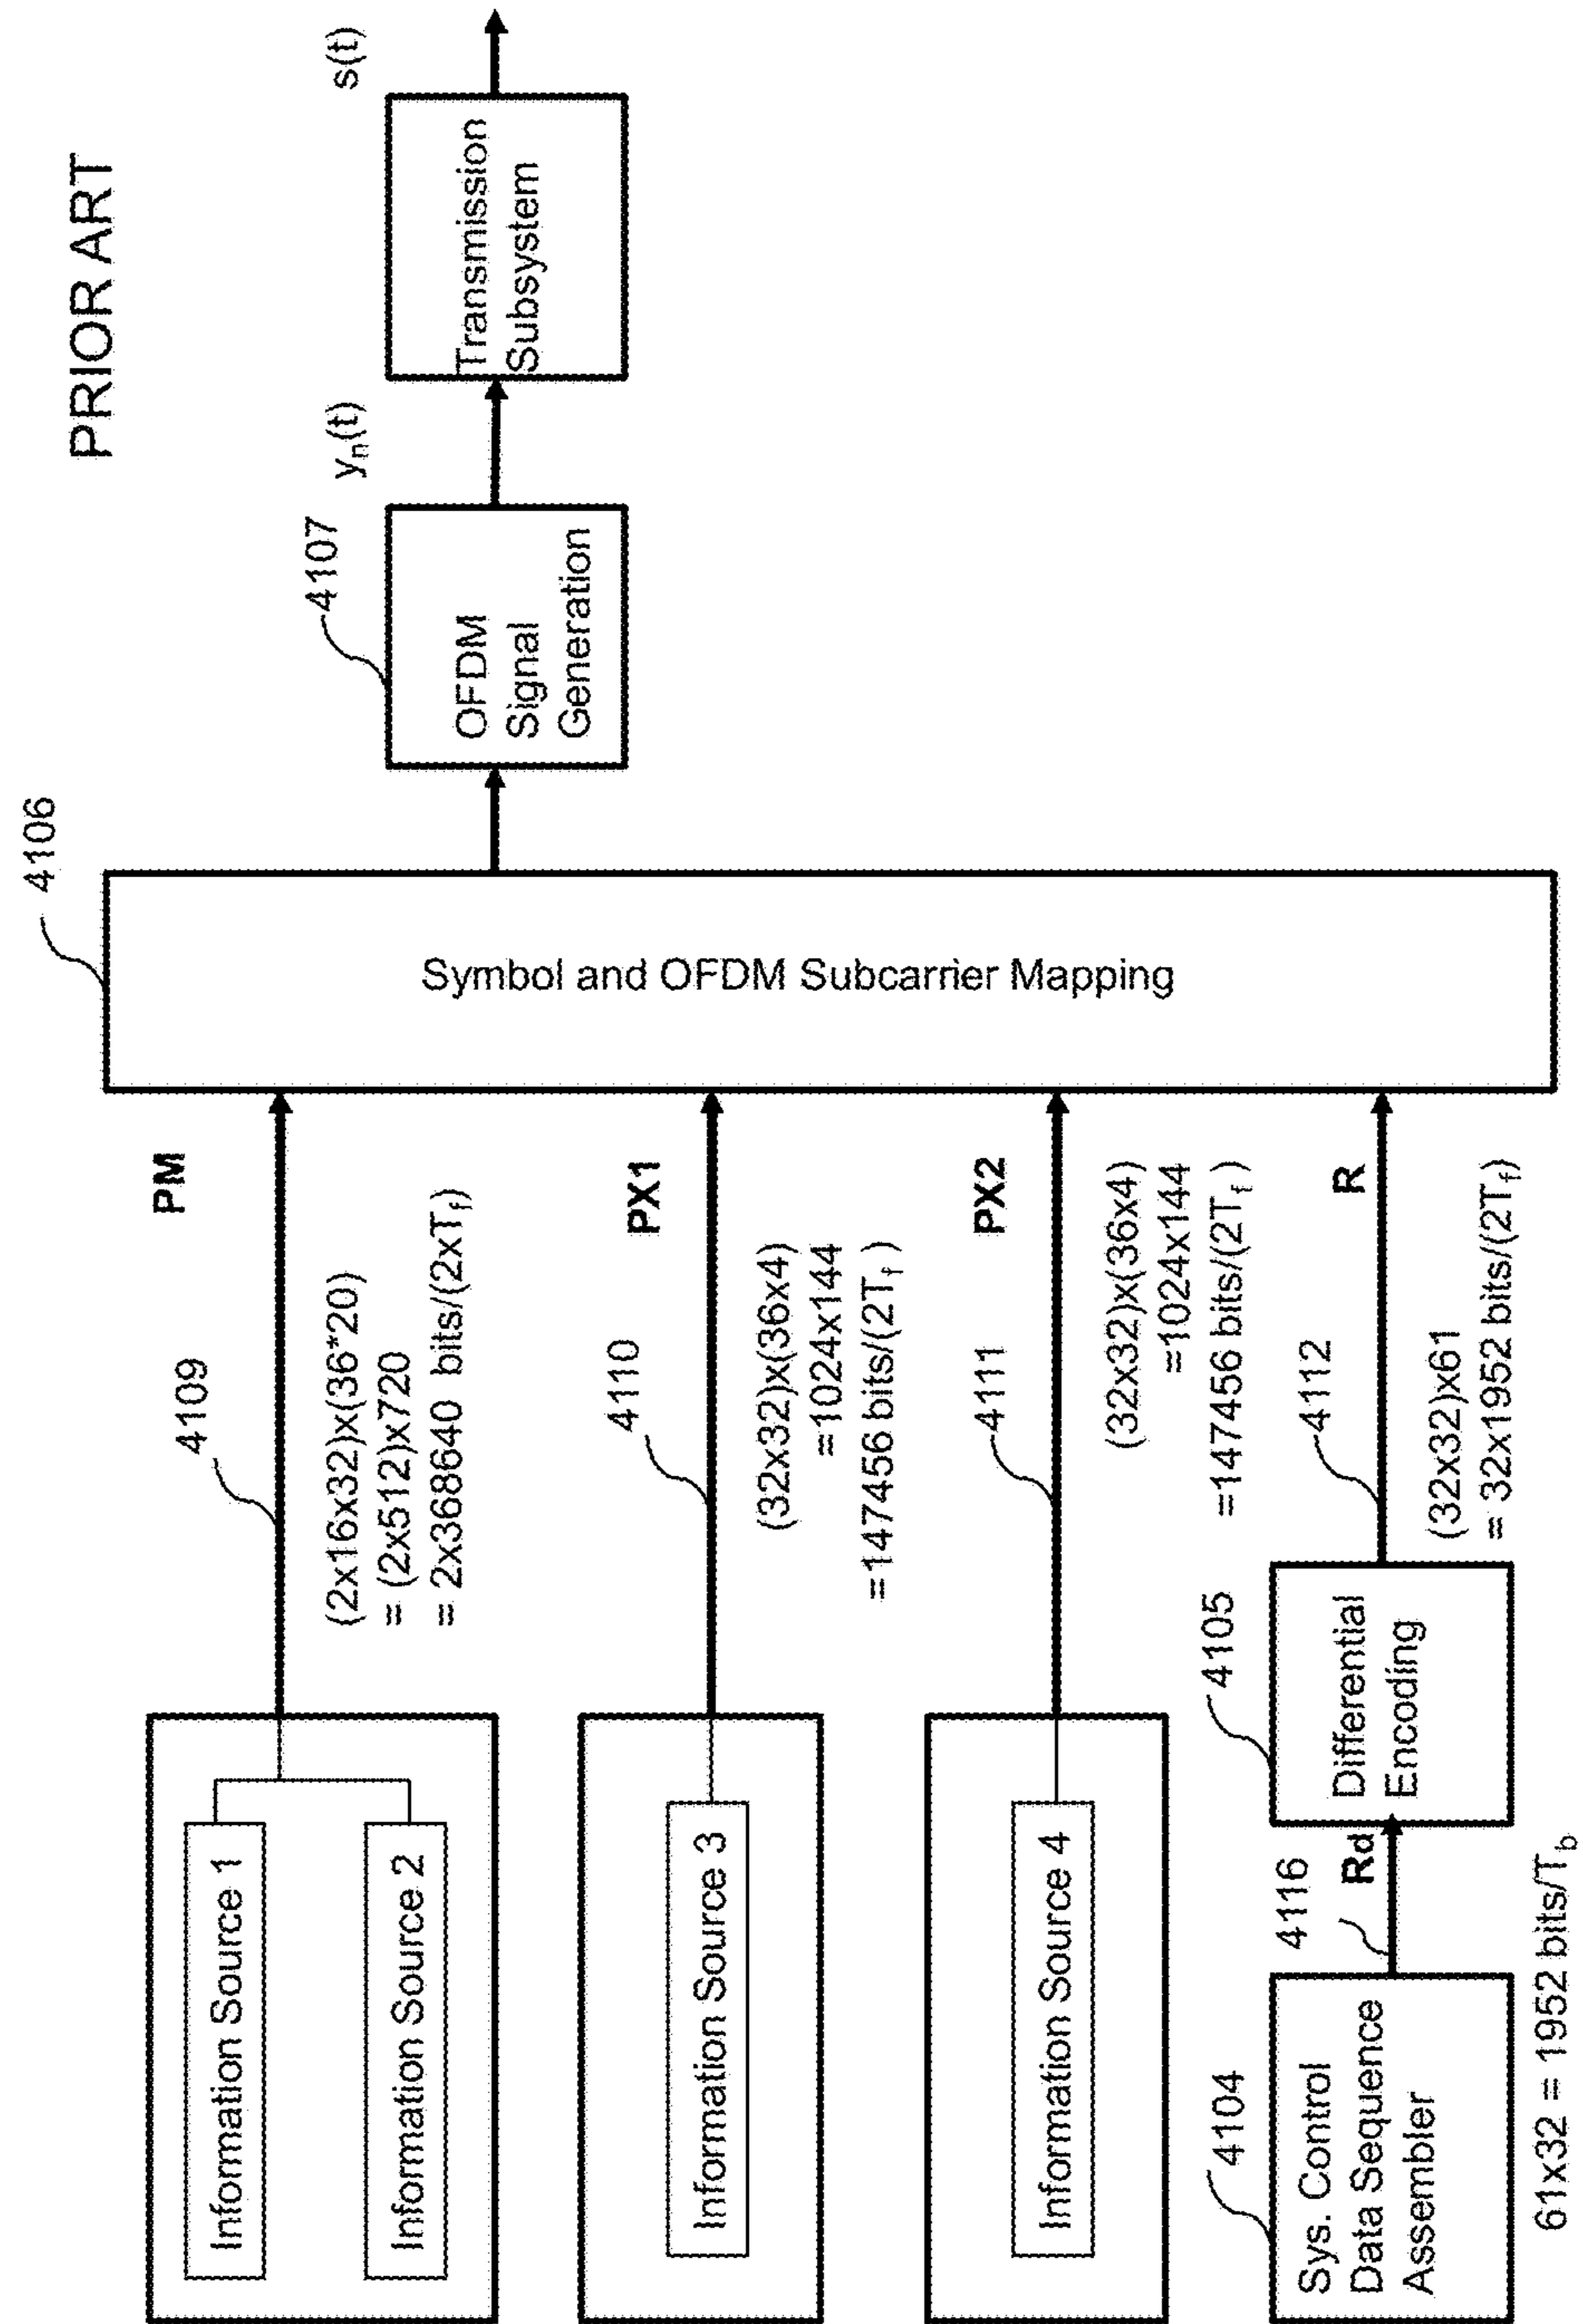 PRIOR ART
Information Source 1
Information Source 2
4109
PM
(2x16x32)x(36*20)
= (2x512)x720
= 2x368640 bits/(2xTf)
Information Source 3
4110
PX1
(32x32)x(36x4)
=1024x144
=147456 bits/(2Tf )
Information Source 4
4111
PX2
(32x32)x(36x4)
=1024x144
=147456 bits/(2Tf )
4104
Sys. Control
Data Sequence
Assembler
61x32 = 1952 bits/Tb
4116
Rd
4105
Differential
Encoding
4112
R
(32x32)x61
= 32x1952 bits/(2Tf)
4106
Symbol and OFDM Subcarrier Mapping
4107
OFDM
Signal
Generation
yn(t)
Transmission
Subsystem
s(t)